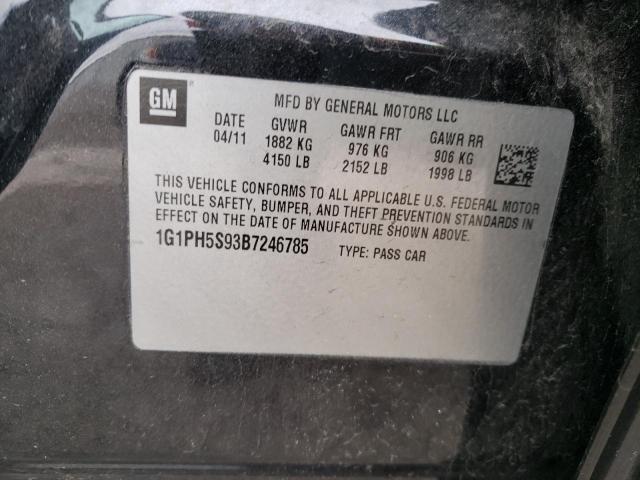 GM
MFD BY GENERAL MOTORS LLC
DATE GVWR GAWR FRT GAWR RR
04/11 1882 KG 976 KG 906 KG
4150 LB 2152 LB 1998 LB
THIS VEHICLE CONFORMS TO ALL APPLICABLE U.S. FEDERAL MOTOR
VEHICLE SAFETY, BUMPER, AND THEFT PREVENTION STANDARDS IN
EFFECT ON THE DATE OF MANUFACTURE SHOWN ABOVE.
1G1PH5S93B7246785 TYPE: PASS CAR